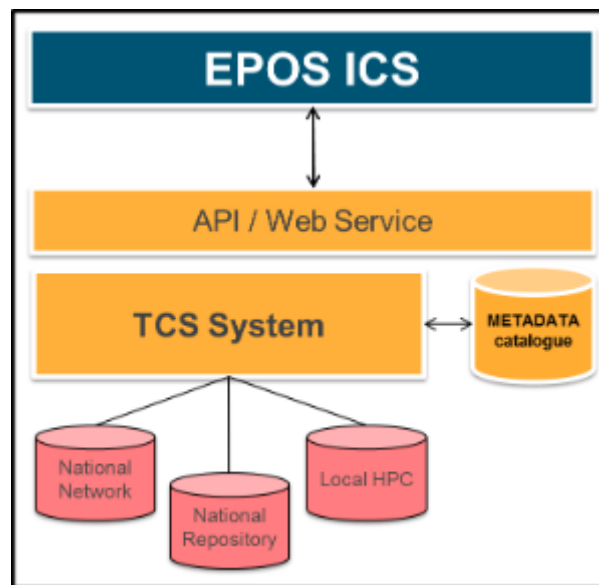 EPOS ICS
API / Web Service
TCS System
METADATA
catalogue
National
Network
National
Repository
Local HPC